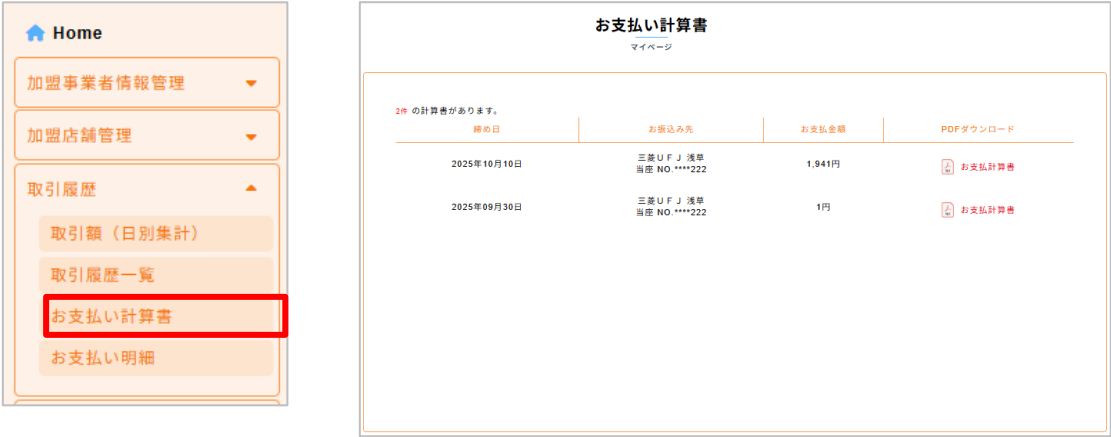 Home
加盟事業者情報管理
加盟店舗管理
取引履歴
取引額（日別集計）
取引履歴一覧
お支払い計算書
お支払い明細
お支払い計算書
マイページ
2件 の計算書があります。
締め日 お振込み先 お支払金額 PDFダウンロード
2025年10月10日 三菱ＵＦＪ 浅草 1,941円 お支払計算書
当座 NO.****222
2025年09月30日 三菱ＵＦＪ 浅草 1円 お支払計算書
当座 NO.****222